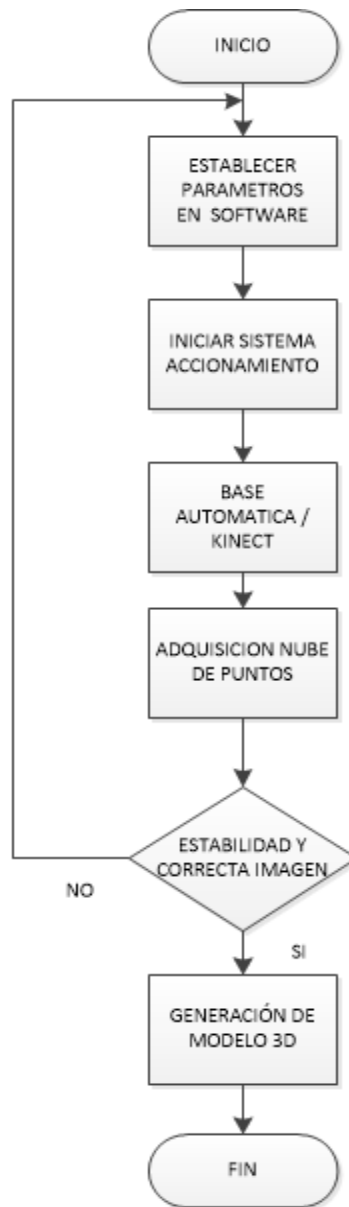 INICIO
ESTABLECER
PARAMETROS
EN SOFTWARE
INICIAR SISTEMA
ACCIONAMIENTO
BASE
AUTOMATICA /
KINECT
ADQUISICION NUBE
DE PUNTOS
ESTABILIDAD Y
CORRECTA IMAGEN
NO
SI
GENERACIÓN DE
MODELO 3D
FIN